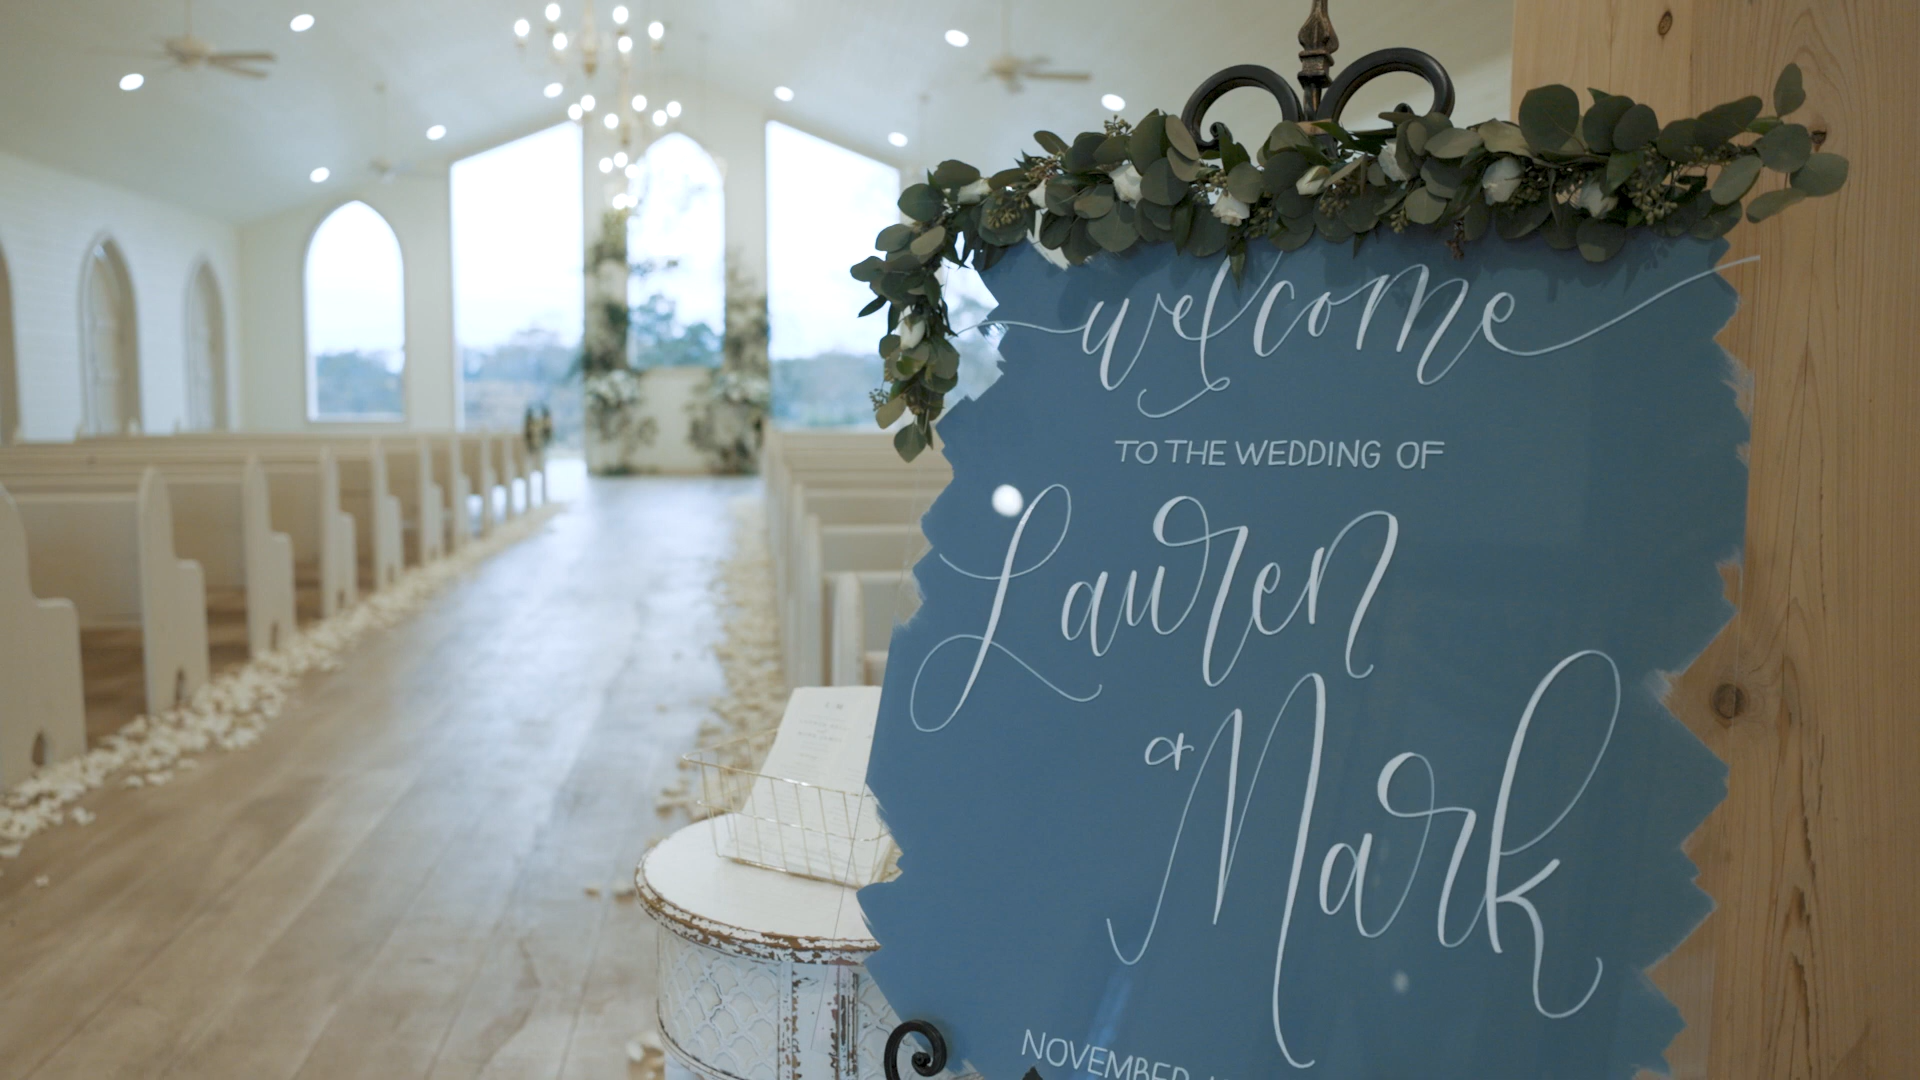 welcome
TO THE WEDDING OF
Lauren
& Mark
NOVEMBER